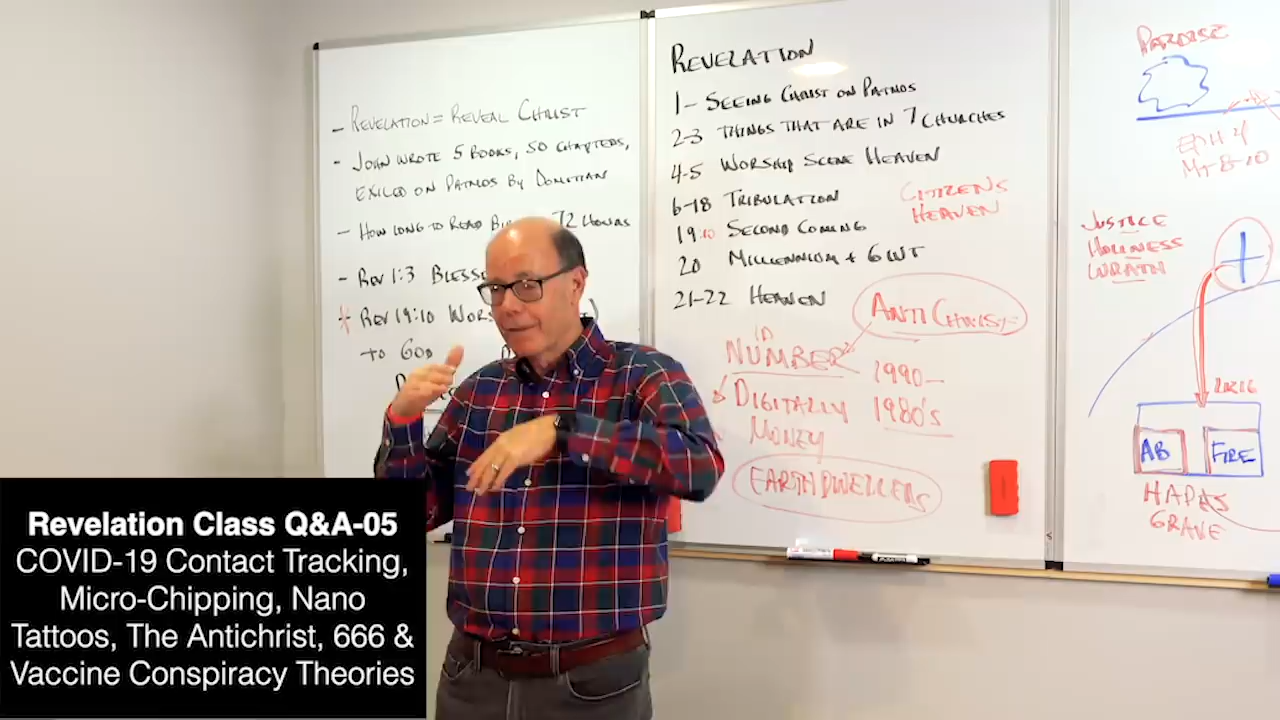 - REVELATION = REVEAL CHRIST
- JOHN WROTE 5 BOOKS, 50 CHAPTERS,
EXILED ON PATMOS BY DOMITIAN
- HOW LONG TO READ 72 HOURS
- REV 1:3
* REV 19:10
TO GOD
REVELATION
1- SEEING CHRIST ON PATMOS
2-3 THINGS THAT ARE IN 7 CHURCHES
4-5 WORSHIP SCENE HEAVEN
6-18 TRIBULATION
19:10 SECOND COMING
20 MILLENNIUM + GWT
21-22 HEAVEN
CITIZENS
HEAVEN
ANTICHRIST
ID
NUMBER 1990-
DIGITALLY 1980'S
MONEY
EARTHDWELLERS
PARADISE
EPH 4
MT 8-10
JUSTICE
HOLINESS
WRATH
AB FIRE
HADES
GRAVE
Revelation Class Q&A-05
COVID-19 Contact Tracking,
Micro-Chipping, Nano
Tattoos, The Antichrist, 666 &
Vaccine Conspiracy Theories